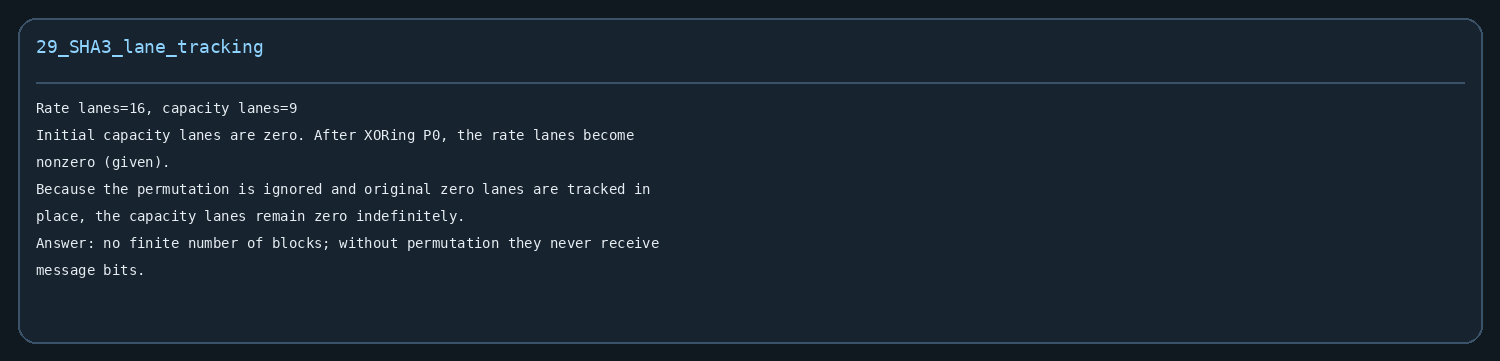 29_SHA3_lane_tracking
Rate lanes=16, capacity lanes=9
Initial capacity lanes are zero. After XORing P0, the rate lanes become
nonzero (given).
Because the permutation is ignored and original zero lanes are tracked in
place, the capacity lanes remain zero indefinitely.
Answer: no finite number of blocks; without permutation they never receive
message bits.